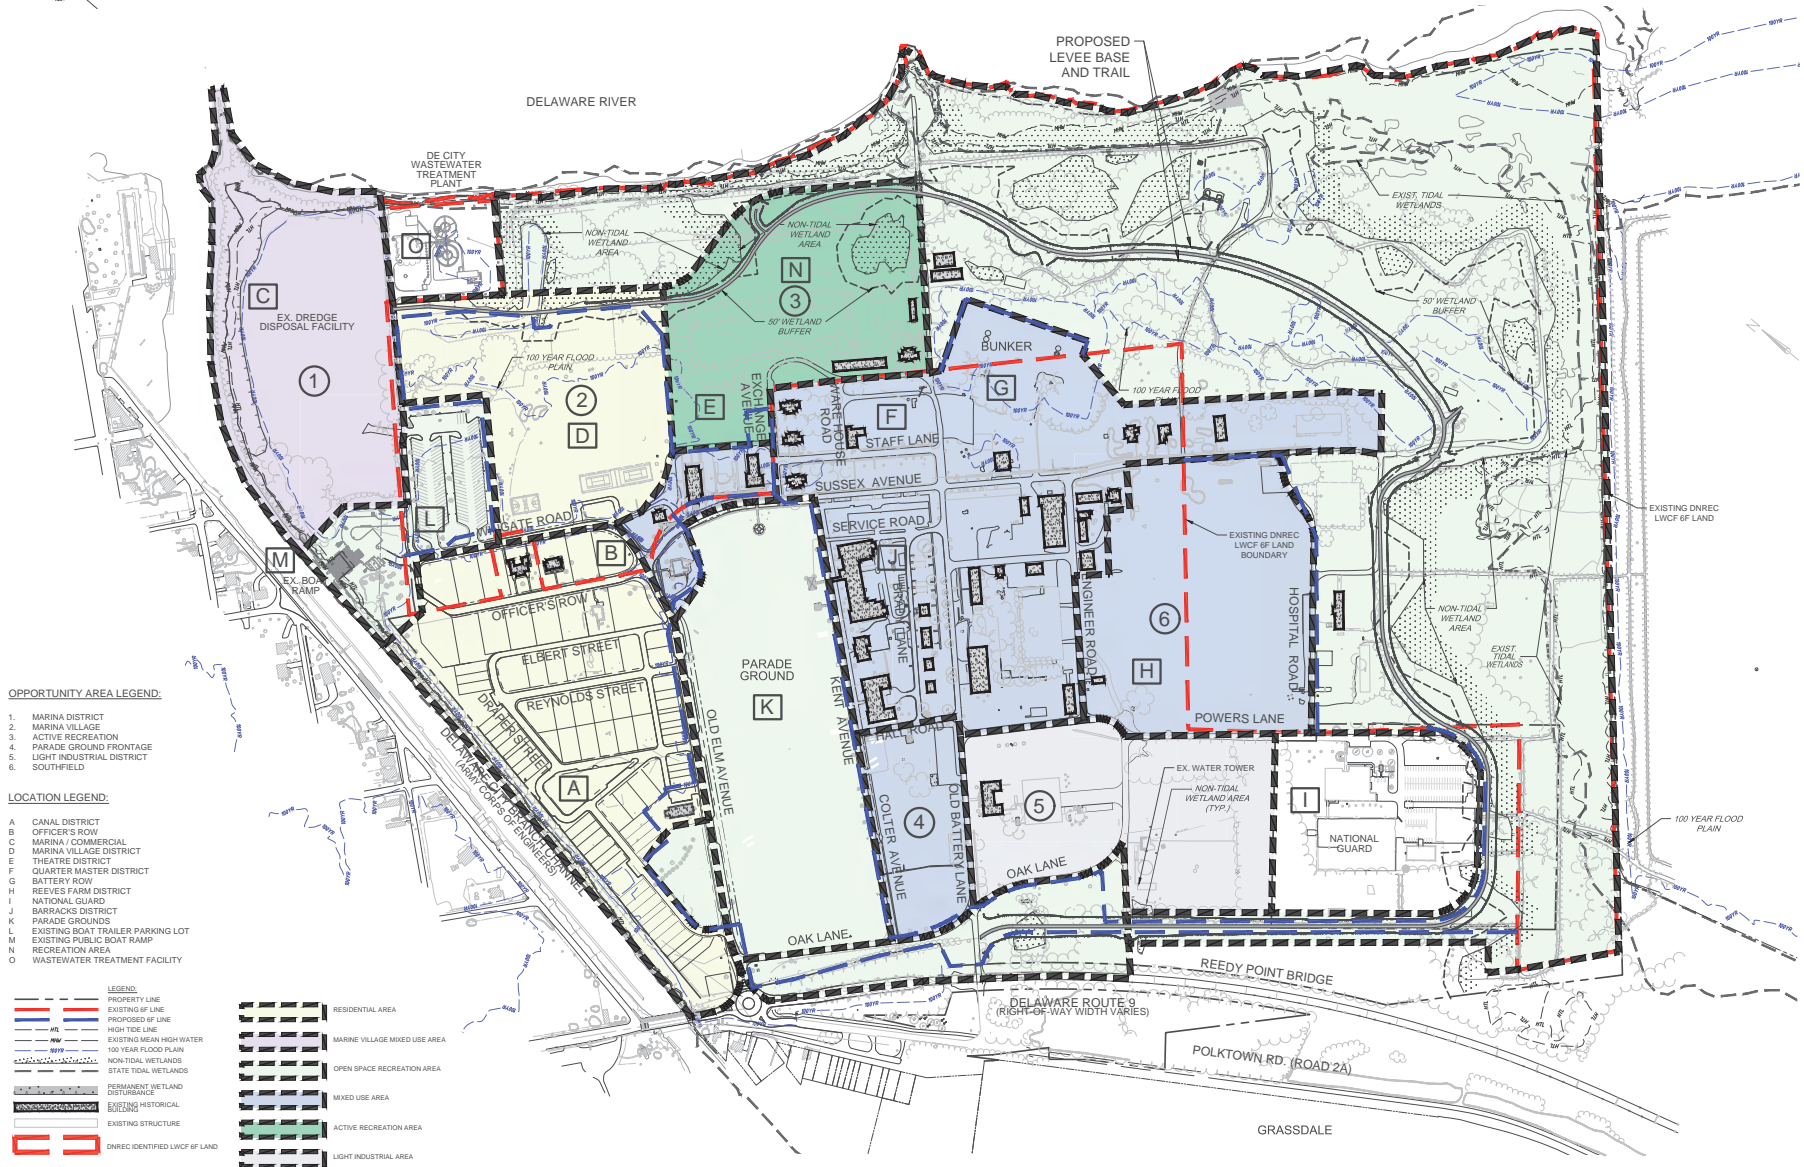 PROPOSED
LEVEE BASE
AND TRAIL
DELAWARE RIVER
DE CITY
WASTEWATER
TREATMENT
PLANT
O
NON-TIDAL
WETLAND
AREA
NON-TIDAL
WETLAND
AREA
EXIST. TIDAL
WETLANDS
N
3
50' WETLAND
BUFFER
50' WETLAND
BUFFER
C
EX. DREDGE
DISPOSAL FACILITY
1
100 YEAR FLOOD
PLAIN
2
D
E
EXCHANGE
AVENUE
WAREHOUSE
ROAD
BUNKER
G
F
STAFF LANE
100 YEAR FLOOD
SUSSEX AVENUE
SERVICE ROAD
L
B
M
EX. BOAT
RAMP
OFFICER'S ROW
ELBERT STREET
REYNOLDS STREET
DRAPER STREET
DELAWARE CITY BRANCH CHANNEL
(ARMY CORPS OF ENGINEERS)
A
PARADE
GROUND
K
OLD ELM AVENUE
KENT AVENUE
J
HALL ROAD
COLTER AVENUE
4
OLD BATTERY LANE
ENGINEER ROAD
EXISTING DNREC
LWCF 6F LAND
BOUNDARY
6
H
HOSPITAL ROAD
POWERS LANE
EXISTING DNREC
LWCF 6F LAND
NON-TIDAL
WETLAND
AREA
EXIST.
TIDAL
WETLANDS
5
OAK LANE
OAK LANE
EX. WATER TOWER
NON-TIDAL
WETLAND AREA
(TYP.)
I
NATIONAL
GUARD
100 YEAR FLOOD
PLAIN
REEDY POINT BRIDGE
DELAWARE ROUTE 9
(RIGHT-OF-WAY WIDTH VARIES)
POLKTOWN RD. (ROAD 2A)
GRASSDALE
OPPORTUNITY AREA LEGEND:
1. MARINA DISTRICT
2. MARINA VILLAGE
3. ACTIVE RECREATION
4. PARADE GROUND FRONTAGE
5. LIGHT INDUSTRIAL DISTRICT
6. SOUTHFIELD
LOCATION LEGEND:
A CANAL DISTRICT
B OFFICER'S ROW
C MARINA / COMMERCIAL
D MARINA VILLAGE DISTRICT
E THEATRE DISTRICT
F QUARTER MASTER DISTRICT
G BATTERY ROW
H REEVES FARM DISTRICT
I NATIONAL GUARD
J BARRACKS DISTRICT
K PARADE GROUNDS
L EXISTING BOAT TRAILER PARKING LOT
M EXISTING PUBLIC BOAT RAMP
N RECREATION AREA
O WASTEWATER TREATMENT FACILITY
LEGEND:
PROPERTY LINE
EXISTING 6F LINE
PROPOSED 6F LINE
HTL HIGH TIDE LINE
MHW EXISTING MEAN HIGH WATER
100YR 100 YEAR FLOOD PLAIN
NON-TIDAL WETLANDS
STATE TIDAL WETLANDS
PERMANENT WETLAND
DISTURBANCE
EXISTING HISTORICAL
BUILDING
EXISTING STRUCTURE
DNREC IDENTIFIED LWCF 6F LAND
RESIDENTIAL AREA
MARINE VILLAGE MIXED USE AREA
OPEN SPACE RECREATION AREA
MIXED USE AREA
ACTIVE RECREATION AREA
LIGHT INDUSTRIAL AREA